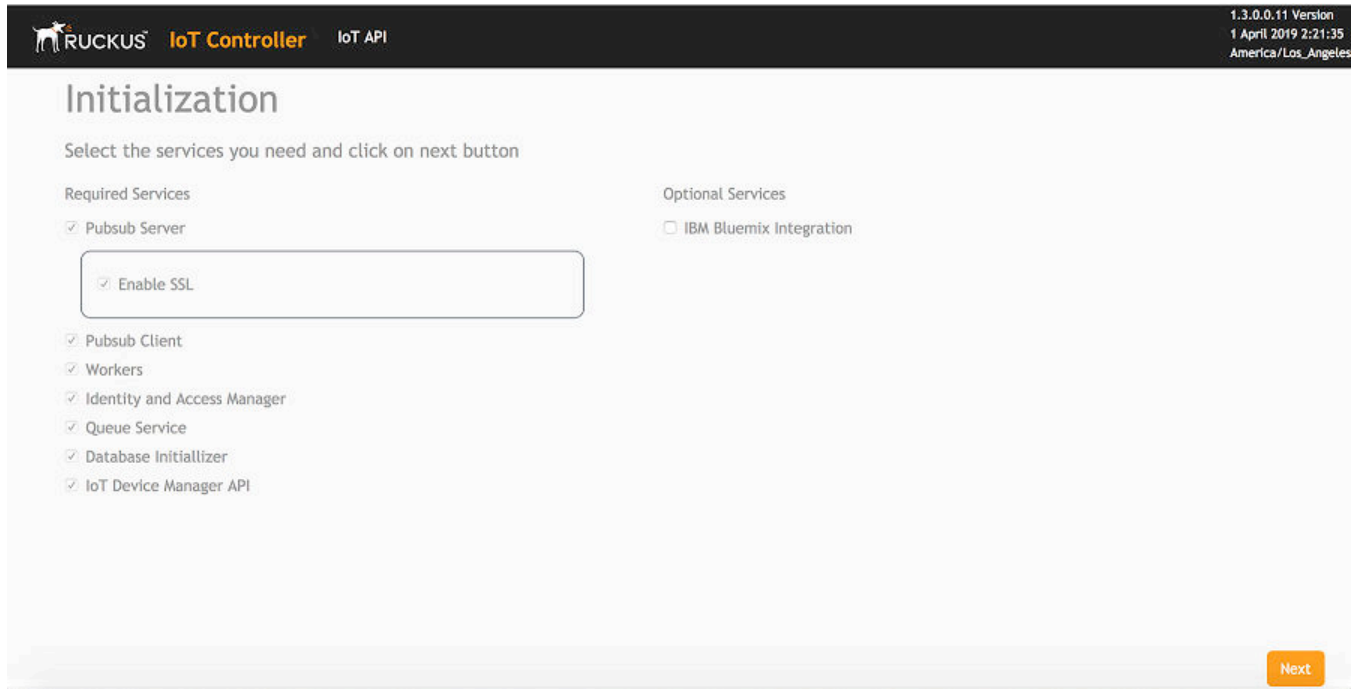 RUCKUS IoT Controller IoT API
1.3.0.0.11 Version
1 April 2019 2:21:35
America/Los_Angeles
Initialization
Select the services you need and click on next button
Required Services
Pubsub Server
Enable SSL
Pubsub Client
Workers
Identity and Access Manager
Queue Service
Database Initiallizer
IoT Device Manager API
Optional Services
IBM Bluemix Integration
Next